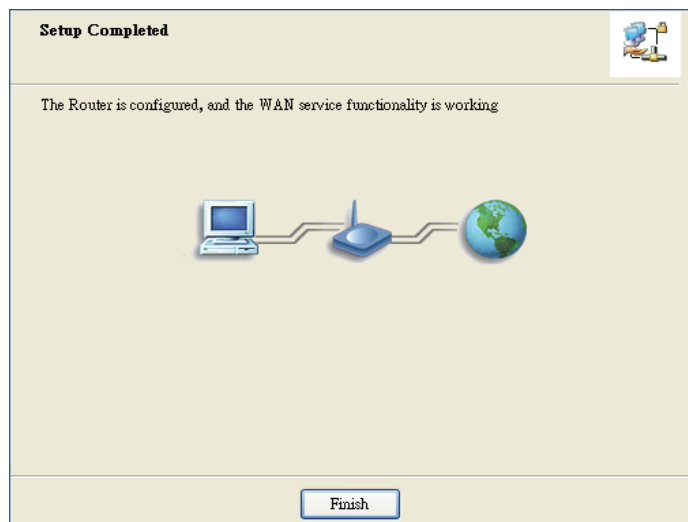 Setup Completed
The Router is configured, and the WAN service functionality is working
Finish